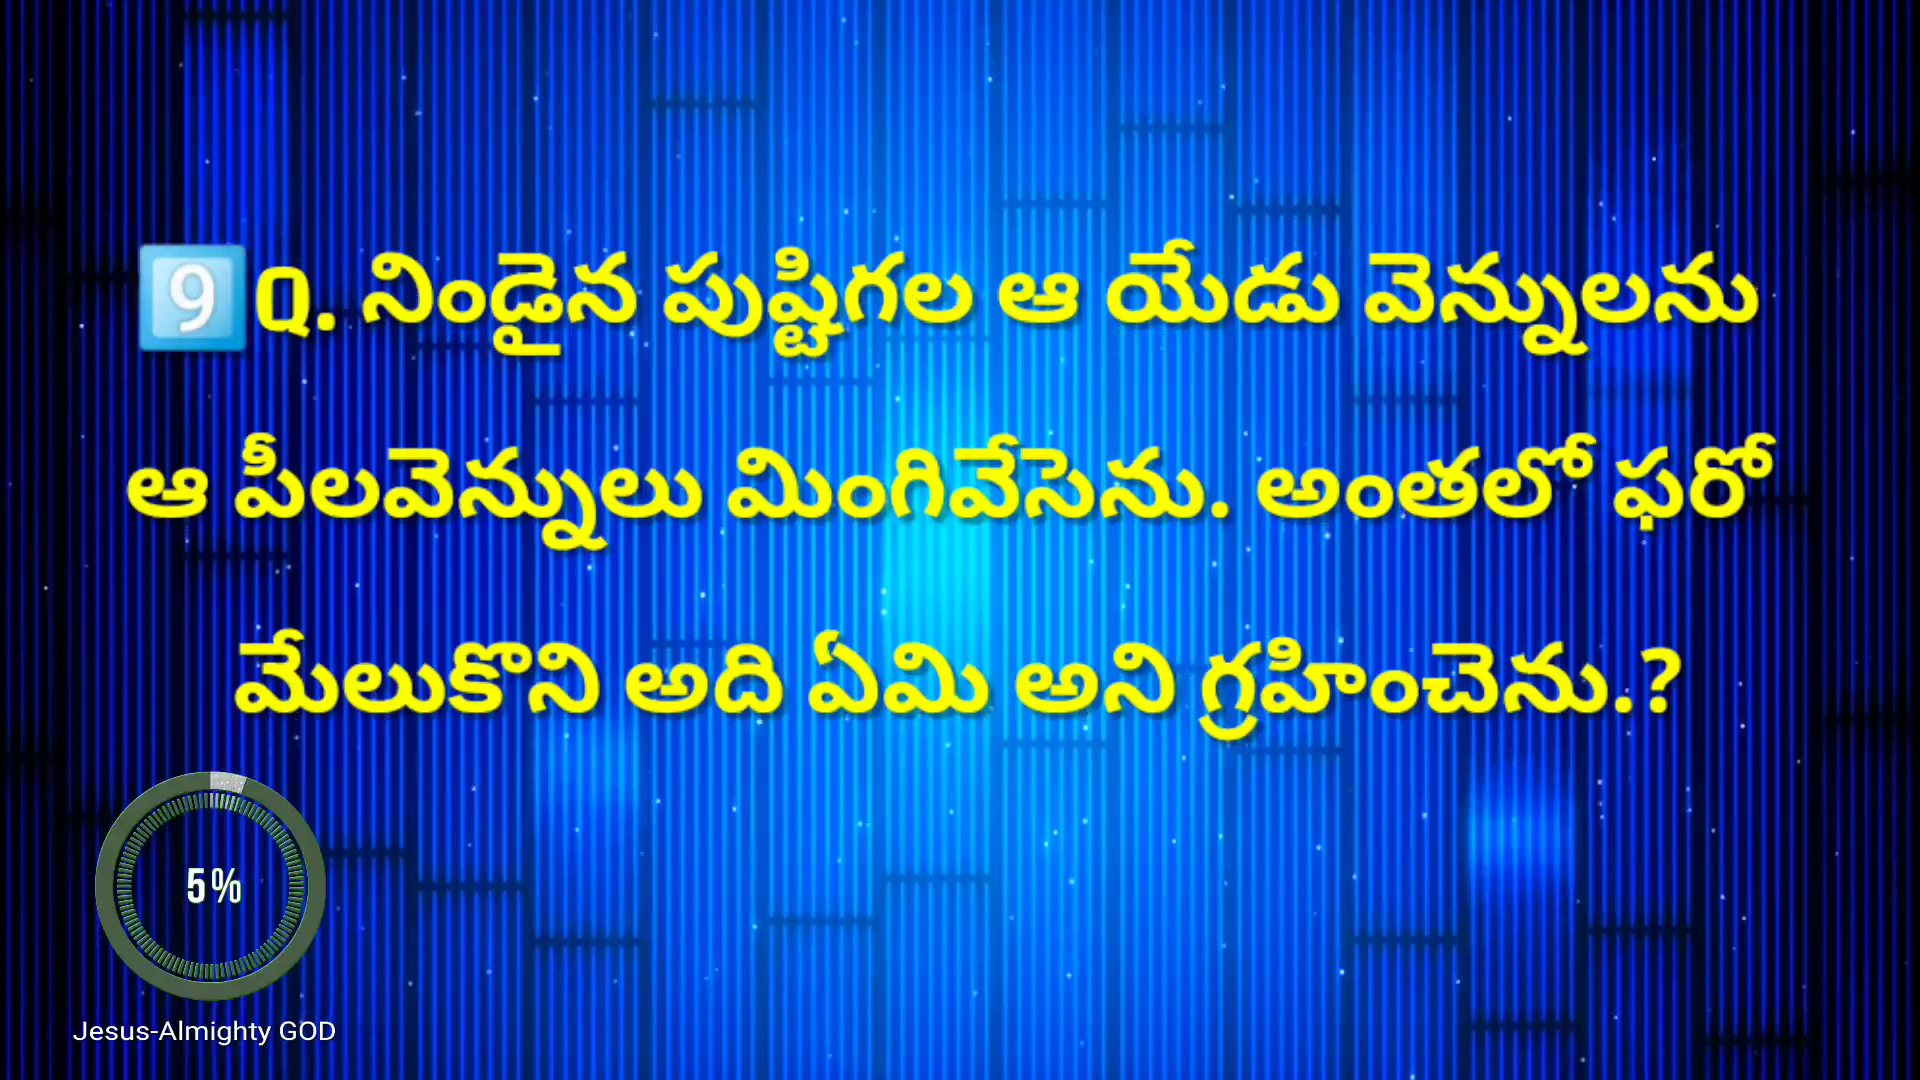 9 Q. నిండైన పుష్టిగల ఆ యేడు వెన్నులను
ఆ పీలవెన్నులు మింగివేసెను. అంతలో ఫరో
మేలుకొని అది ఏమి అని గ్రహించెను.?
5%
Jesus-Almighty GOD